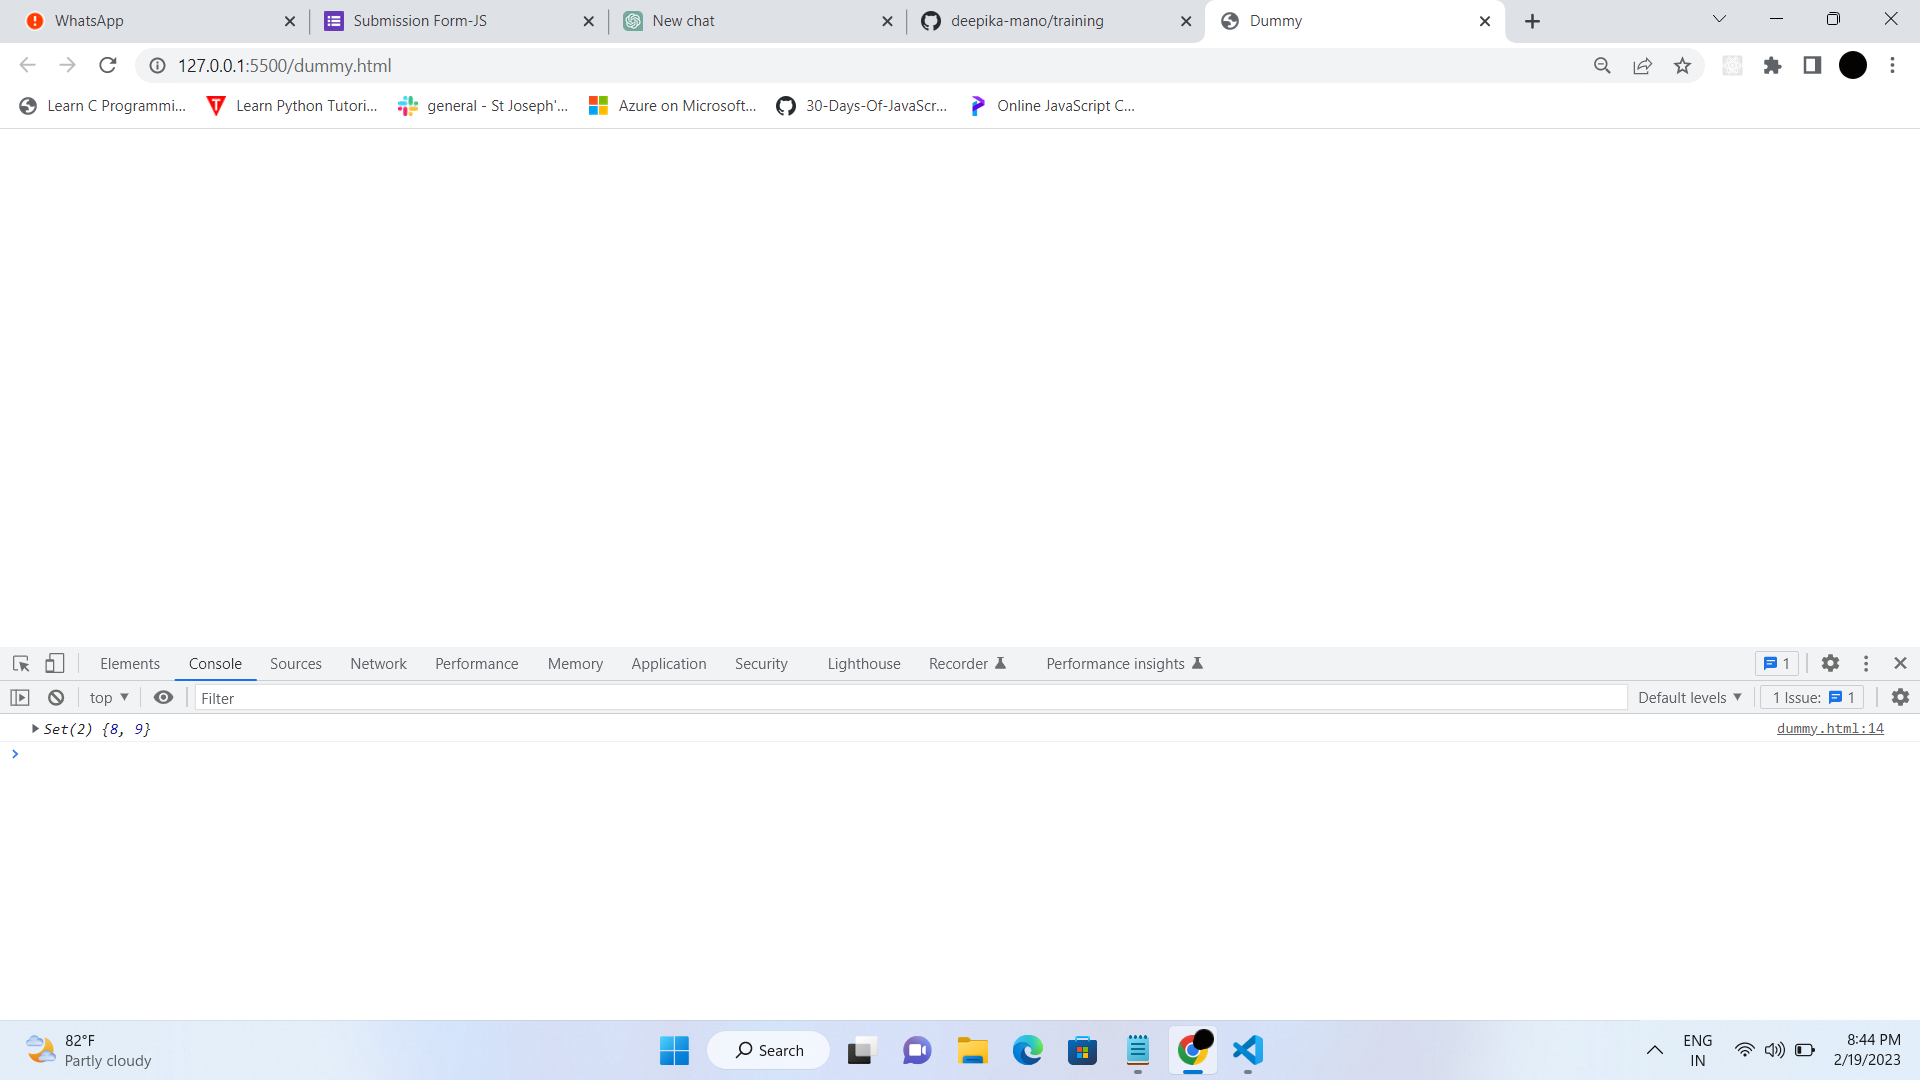 WhatsApp
Submission Form-JS
New chat
deepika-mano/training
Dummy
127.0.0.1:5500/dummy.html
Learn C Programmi...
Learn Python Tutori...
general - St Joseph'...
Azure on Microsoft...
30-Days-Of-JavaScr...
Online JavaScript C...
Elements
Console
Sources
Network
Performance
Memory
Application
Security
Lighthouse
Recorder
Performance insights
1
top
Filter
Default levels
1 Issue: 1
Set(2) {8, 9}
dummy.html:14
82°F
Partly cloudy
Search
ENG
IN
8:44 PM
2/19/2023